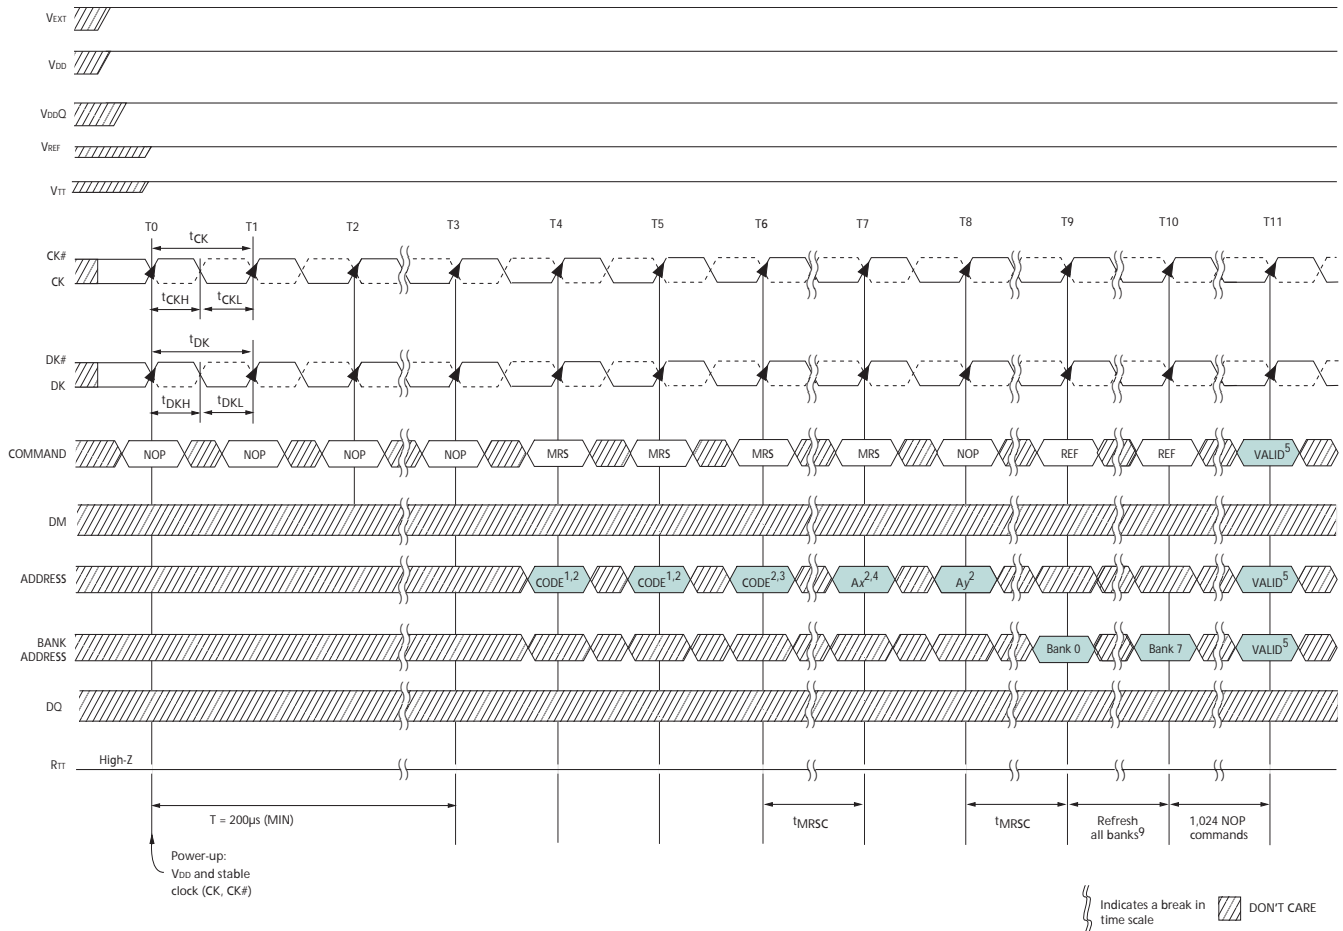 VEXT
VDD
VDDQ
VREF
VTT
T0 T1 T2 T3 T4 T5 T6 T7 T8 T9 T10 T11
tCK
CK#
CK
tCKH tCKL
tDK
DK#
DK
tDKH tDKL
COMMAND NOP NOP NOP NOP MRS MRS MRS MRS NOP REF REF VALID5
DM
ADDRESS CODE1,2 CODE1,2 CODE2,3 Ax2,4 Ay2 VALID5
BANK
ADDRESS Bank 0 Bank 7 VALID5
DQ
RTT High-Z
T = 200µs (MIN) tMRSC tMRSC Refresh
all banks9 1,024 NOP
commands
Power-up:
VDD and stable
clock (CK, CK#)
Indicates a break in
time scale
DON'T CARE